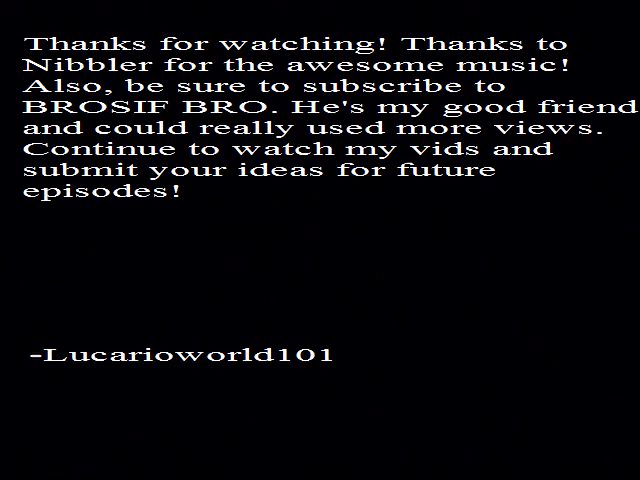 Thanks for watching! Thanks to
Nibbler for the awesome music!
Also, be sure to subscribe to
BROSIF BRO. He's my good friend
and could really used more views.
Continue to watch my vids and
submit your ideas for future
episodes!
-Lucarioworld101